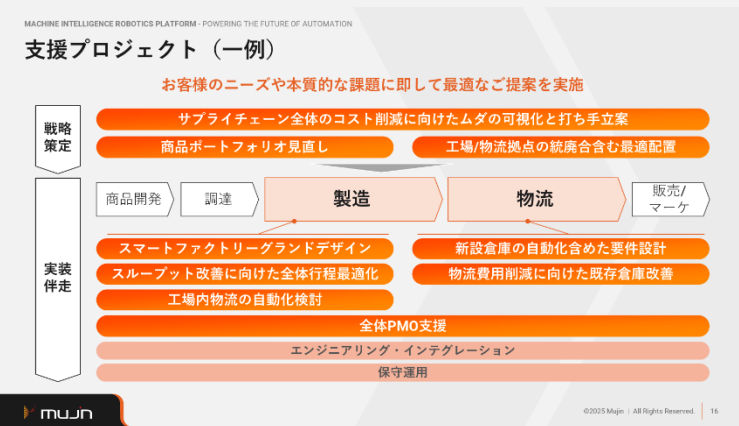 MACHINE INTELLIGENCE ROBOTICS PLATFORM - POWERING THE FUTURE OF AUTOMATION
支援プロジェクト（一例）
お客様のニーズや本質的な課題に即して最適なご提案を実施
戦略
策定
サプライチェーン全体のコスト削減に向けたムダの可視化と打ち手立案
商品ポートフォリオ見直し
工場/物流拠点の統廃合含む最適配置
商品開発
調達
製造
物流
販売/
マーケ
実装
伴走
スマートファクトリーグランドデザイン
新設倉庫の自動化含めた要件設計
スループット改善に向けた全体行程最適化
物流費用削減に向けた既存倉庫改善
工場内物流の自動化検討
全体PMO支援
エンジニアリング・インテグレーション
保守運用
mujin
©2025 Mujin | All Rights Reserved.
16